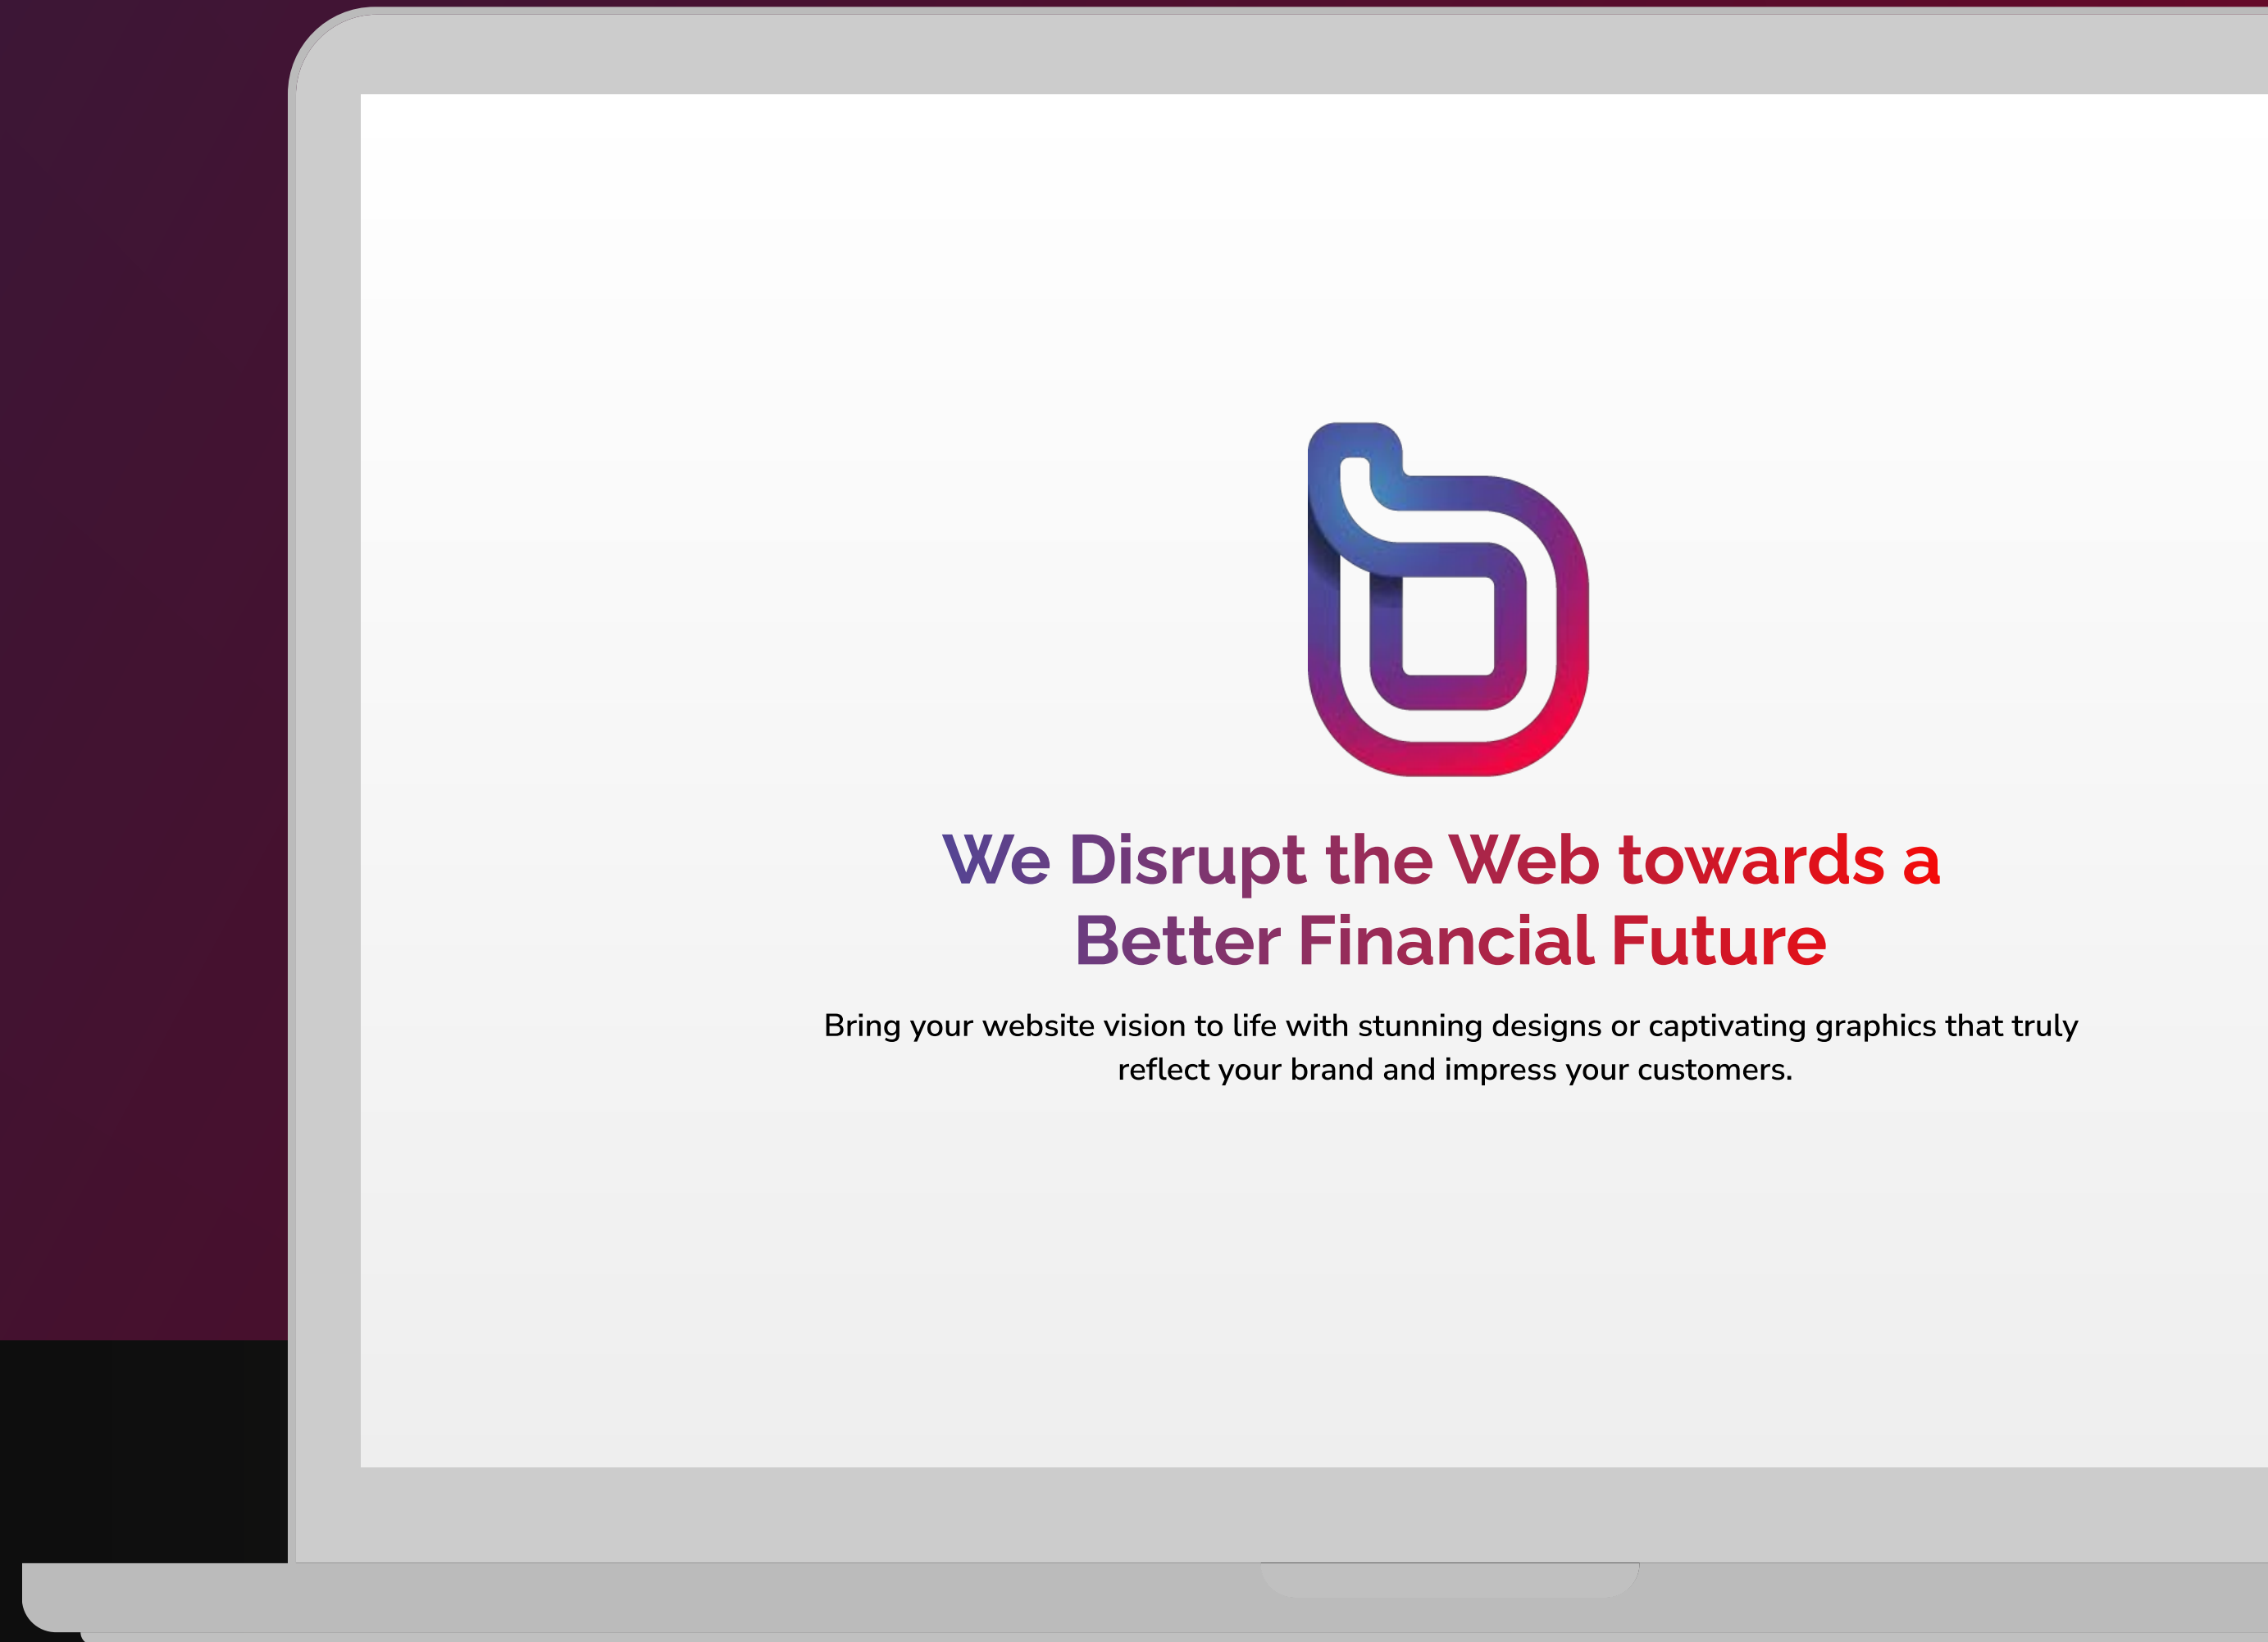 We Disrupt the Web towards a
Better Financial Future
Bring your website vision to life with stunning designs or captivating graphics that truly
reflect your brand and impress your customers.